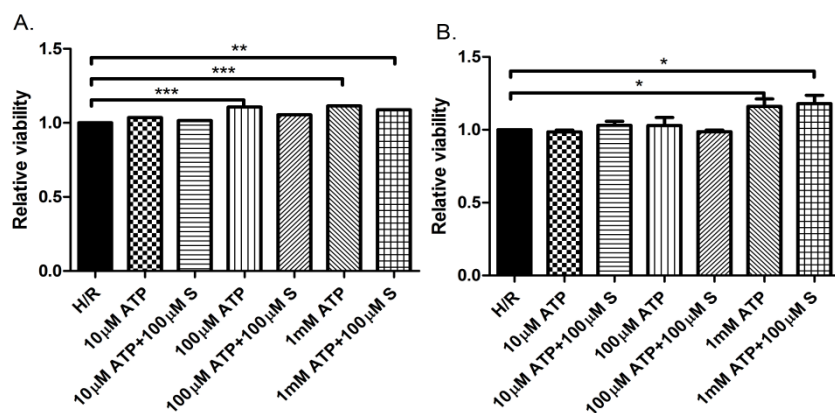 A.
Relative viability
1.5
1.0
0.5
0.0
**
***
***
H/R
10μM ATP
10μM ATP+100μM S
100μM ATP
100μM ATP+100μM S
1mM ATP
1mM ATP+100μM S
B.
Relative viability
1.5
1.0
0.5
0.0
*
*
H/R
10μM ATP
10μM ATP+100μM S
100μM ATP
100μM ATP+100μM S
1mM ATP
1mM ATP+100μM S